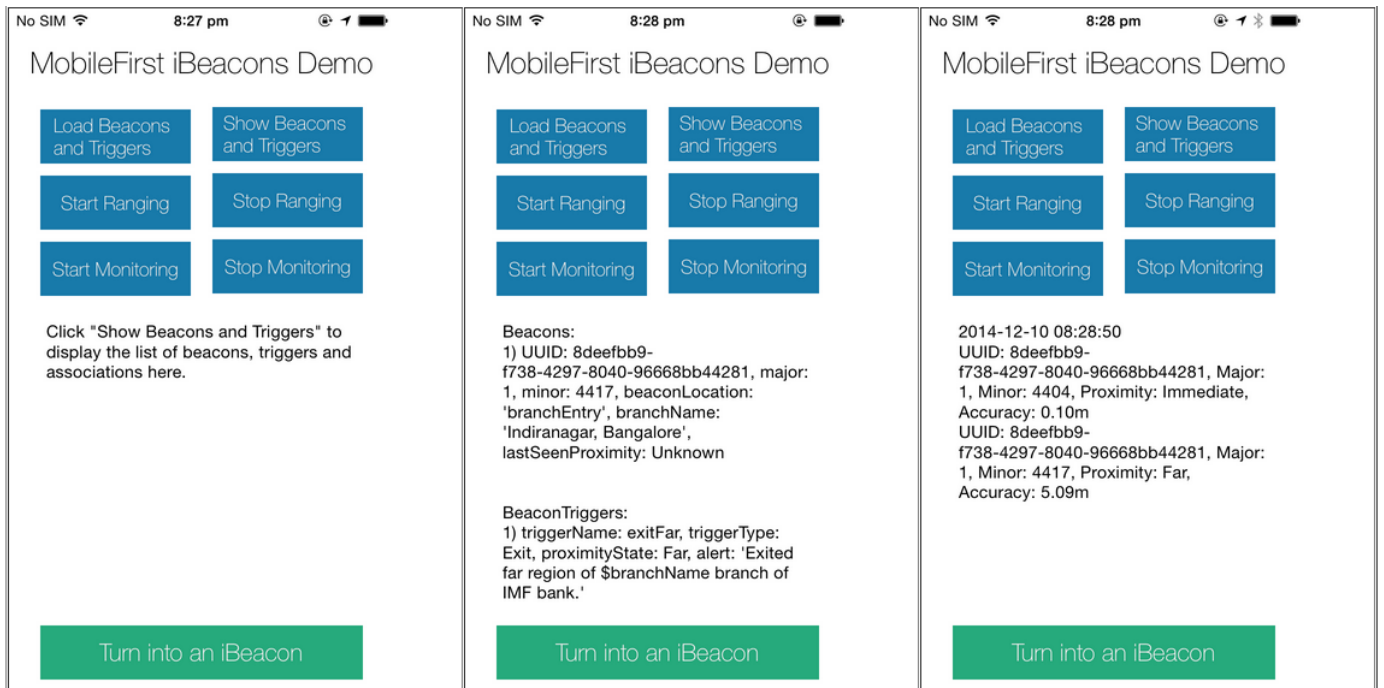 No SIM 8:27 pm
MobileFirst iBeacons Demo
Load Beacons
and Triggers
Show Beacons
and Triggers
Start Ranging
Stop Ranging
Start Monitoring
Stop Monitoring
Click "Show Beacons and Triggers" to
display the list of beacons, triggers and
associations here.
Turn into an iBeacon
No SIM 8:28 pm
MobileFirst iBeacons Demo
Load Beacons
and Triggers
Show Beacons
and Triggers
Start Ranging
Stop Ranging
Start Monitoring
Stop Monitoring
Beacons:
1) UUID: 8deefbb9-
f738-4297-8040-96668bb44281, major:
1, minor: 4417, beaconLocation:
'branchEntry', branchName:
'Indiranagar, Bangalore',
lastSeenProximity: Unknown
BeaconTriggers:
1) triggerName: exitFar, triggerType:
Exit, proximityState: Far, alert: 'Exited
far region of $branchName branch of
IMF bank.'
Turn into an iBeacon
No SIM 8:28 pm
MobileFirst iBeacons Demo
Load Beacons
and Triggers
Show Beacons
and Triggers
Start Ranging
Stop Ranging
Start Monitoring
Stop Monitoring
2014-12-10 08:28:50
UUID: 8deefbb9-
f738-4297-8040-96668bb44281, Major:
1, Minor: 4404, Proximity: Immediate,
Accuracy: 0.10m
UUID: 8deefbb9-
f738-4297-8040-96668bb44281, Major:
1, Minor: 4417, Proximity: Far,
Accuracy: 5.09m
Turn into an iBeacon